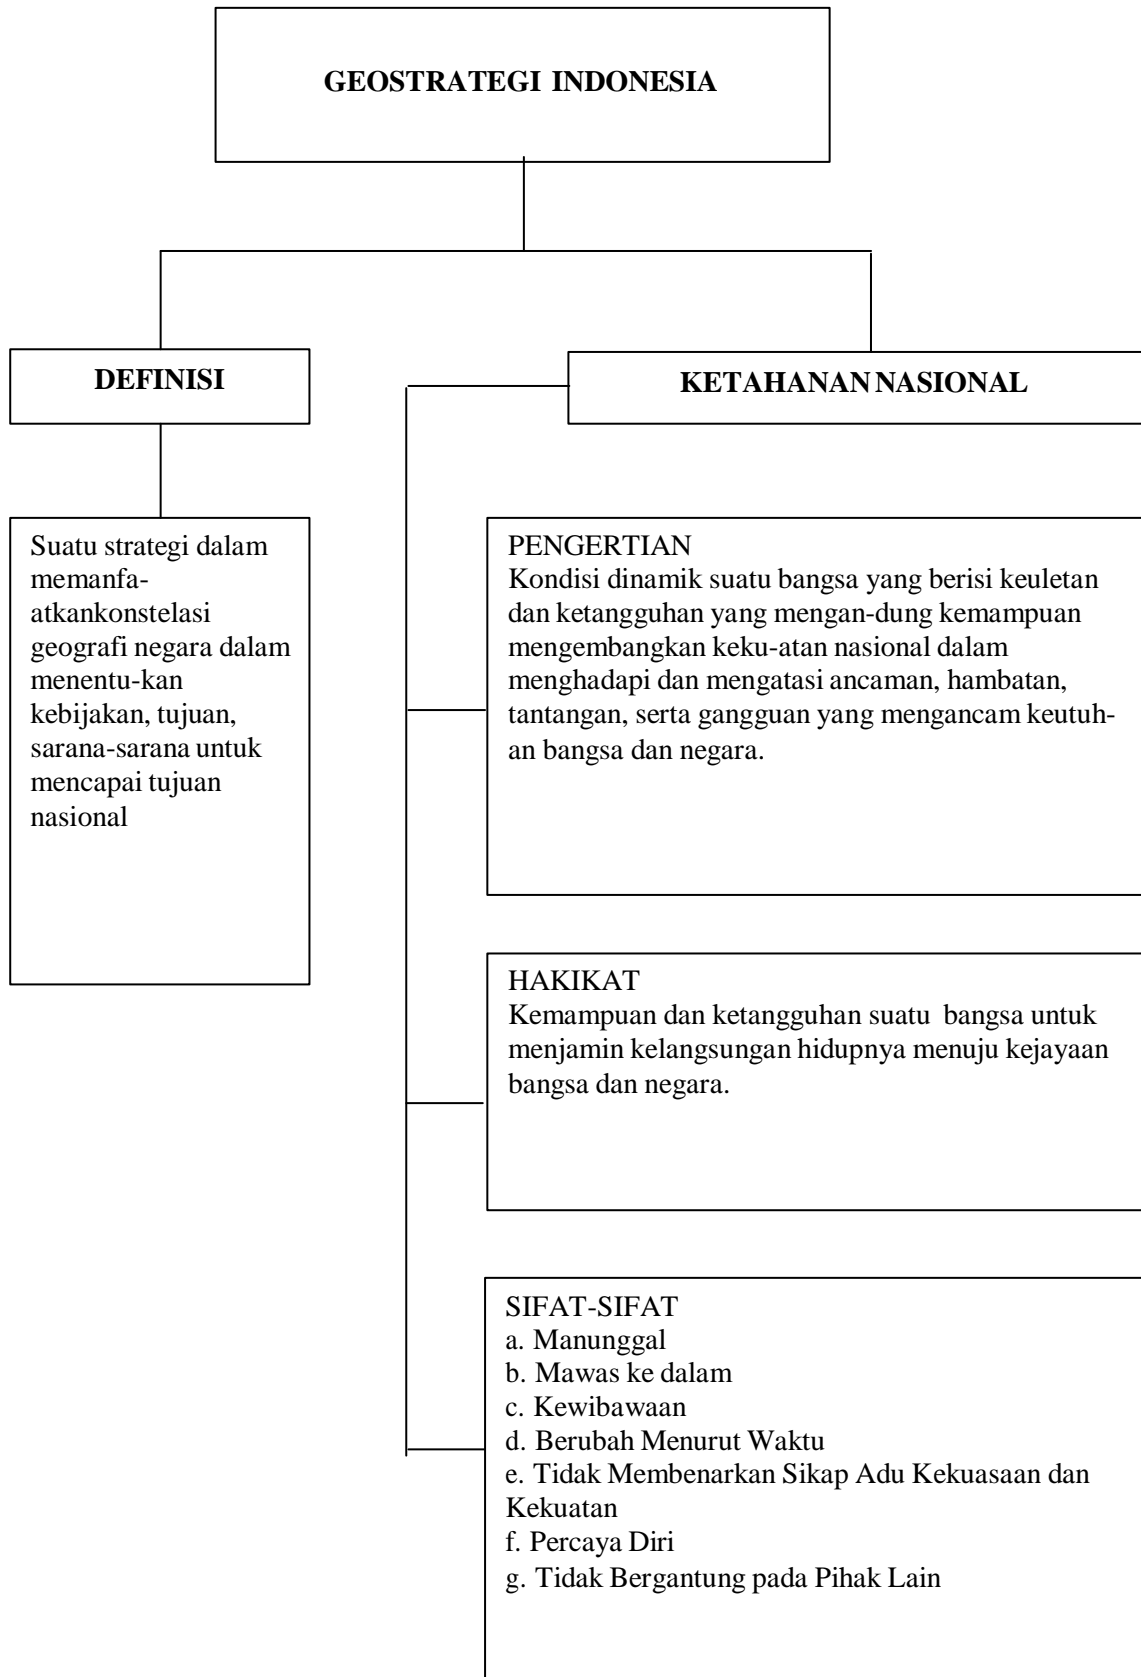 GEOSTRATEGI INDONESIA
DEFINISI
Suatu strategi dalam
memanfa-
atkankonstelasi
geografi negara dalam
menentu-kan
kebijakan, tujuan,
sarana-sarana untuk
mencapai tujuan
nasional
KETAHANAN NASIONAL
PENGERTIAN
Kondisi dinamik suatu bangsa yang berisi keuletan
dan ketangguhan yang mengan-dung kemampuan
mengembangkan keku-atan nasional dalam
menghadapi dan mengatasi ancaman, hambatan,
tantangan, serta gangguan yang mengancam keutuh-
an bangsa dan negara.
HAKIKAT
Kemampuan dan ketangguhan suatu bangsa untuk
menjamin kelangsungan hidupnya menuju kejayaan
bangsa dan negara.
SIFAT-SIFAT
a. Manunggal
b. Mawas ke dalam
c. Kewibawaan
d. Berubah Menurut Waktu
e. Tidak Membenarkan Sikap Adu Kekuasaan dan
Kekuatan
f. Percaya Diri
g. Tidak Bergantung pada Pihak Lain